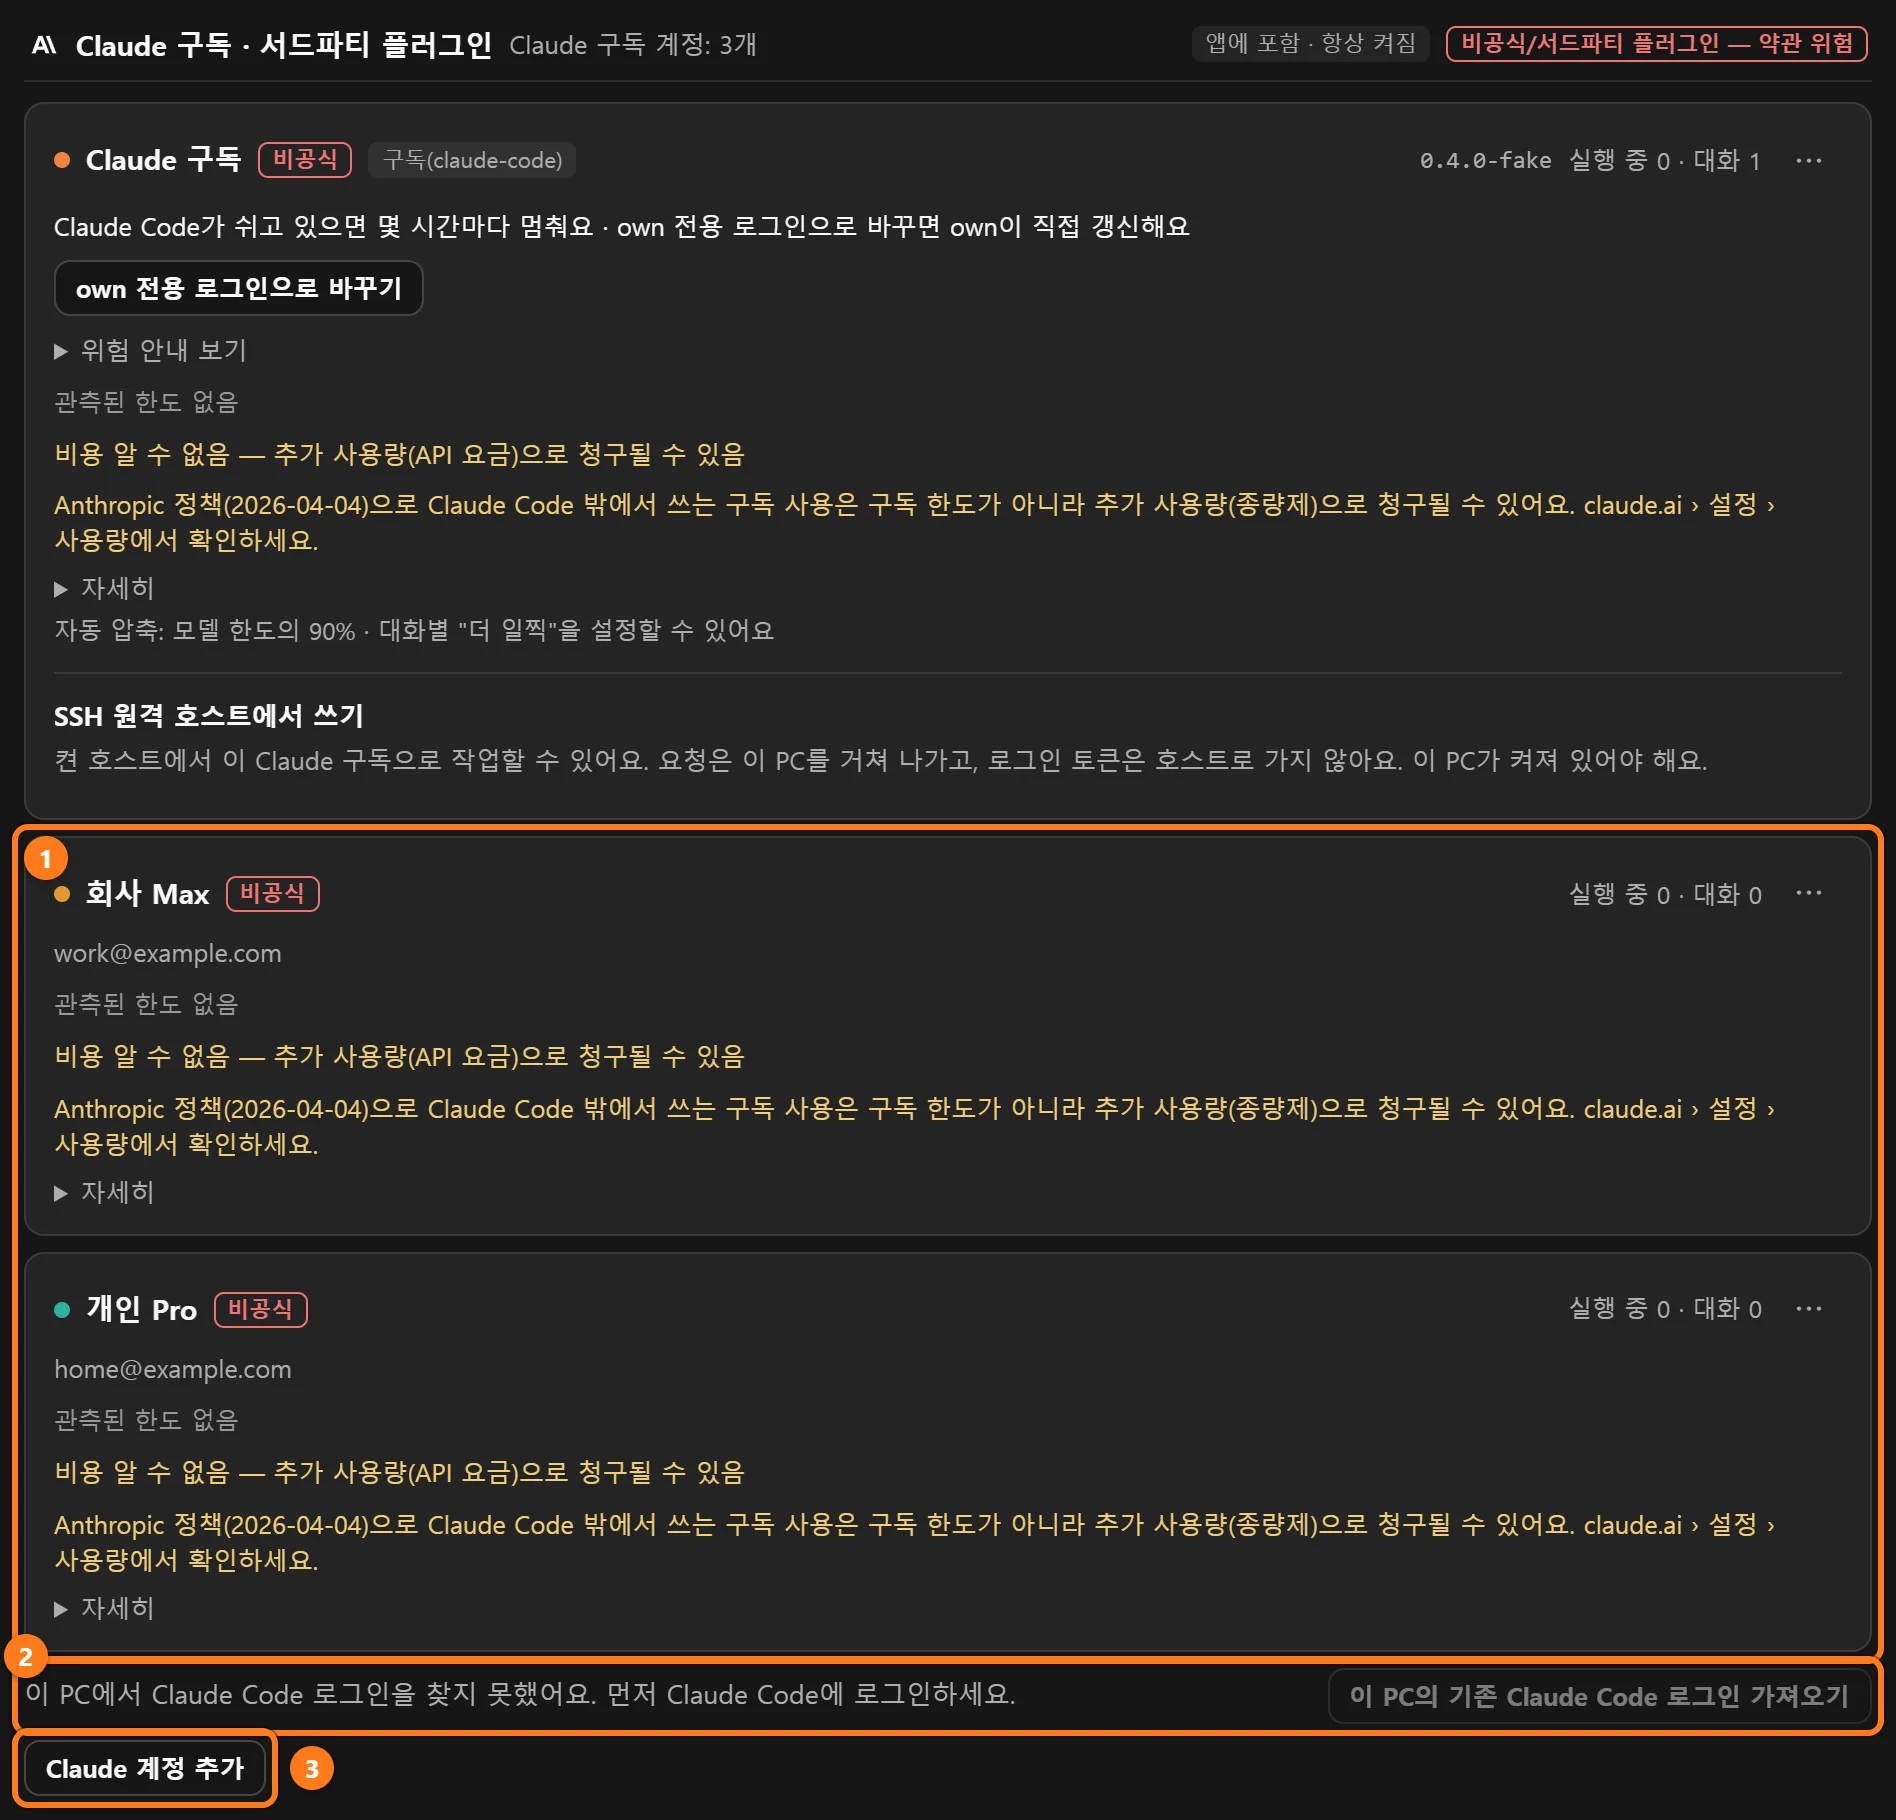 A\ Claude 구독 · 서드파티 플러그인 Claude 구독 계정: 3개 앱에 포함 · 항상 켜짐 비공식/서드파티 플러그인 — 약관 위험
Claude 구독 비공식 구독(claude-code) 0.4.0-fake 실행 중 0 · 대화 1 ···
Claude Code가 쉬고 있으면 몇 시간마다 멈춰요 · own 전용 로그인으로 바꾸면 own이 직접 갱신해요
own 전용 로그인으로 바꾸기
▶ 위험 안내 보기
관측된 한도 없음
비용 알 수 없음 — 추가 사용량(API 요금)으로 청구될 수 있음
Anthropic 정책(2026-04-04)으로 Claude Code 밖에서 쓰는 구독 사용은 구독 한도가 아니라 추가 사용량(종량제)으로 청구될 수 있어요. claude.ai › 설정 ›
사용량에서 확인하세요.
▶ 자세히
자동 압축: 모델 한도의 90% · 대화별 "더 일찍"을 설정할 수 있어요
SSH 원격 호스트에서 쓰기
켠 호스트에서 이 Claude 구독으로 작업할 수 있어요. 요청은 이 PC를 거쳐 나가고, 로그인 토큰은 호스트로 가지 않아요. 이 PC가 켜져 있어야 해요.
1
회사 Max 비공식 실행 중 0 · 대화 0 ···
work@example.com
관측된 한도 없음
비용 알 수 없음 — 추가 사용량(API 요금)으로 청구될 수 있음
Anthropic 정책(2026-04-04)으로 Claude Code 밖에서 쓰는 구독 사용은 구독 한도가 아니라 추가 사용량(종량제)으로 청구될 수 있어요. claude.ai › 설정 ›
사용량에서 확인하세요.
▶ 자세히
개인 Pro 비공식 실행 중 0 · 대화 0 ···
home@example.com
관측된 한도 없음
비용 알 수 없음 — 추가 사용량(API 요금)으로 청구될 수 있음
Anthropic 정책(2026-04-04)으로 Claude Code 밖에서 쓰는 구독 사용은 구독 한도가 아니라 추가 사용량(종량제)으로 청구될 수 있어요. claude.ai › 설정 ›
사용량에서 확인하세요.
▶ 자세히
2
이 PC에서 Claude Code 로그인을 찾지 못했어요. 먼저 Claude Code에 로그인하세요. 이 PC의 기존 Claude Code 로그인 가져오기
Claude 계정 추가 3